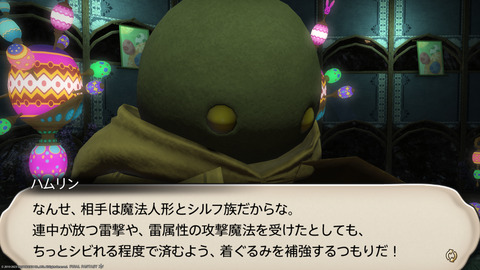 ハムリン
なんせ、相手は魔法人形とシルフ族だからな。
連中が放つ雷撃や、雷属性の攻撃魔法を受けたとしても、
ちっとシビれる程度で済むよう、着ぐるみを補強するつもりだ！